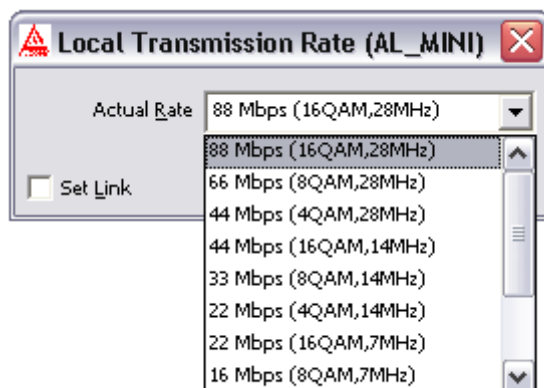 Local Transmission Rate (AL_MINI)
Actual Rate 88 Mbps (16QAM,28MHz)
88 Mbps (16QAM,28MHz)
66 Mbps (8QAM,28MHz)
Set Link
44 Mbps (4QAM,28MHz)
44 Mbps (16QAM,14MHz)
33 Mbps (8QAM,14MHz)
22 Mbps (4QAM,14MHz)
22 Mbps (16QAM,7MHz)
16 Mbps (8QAM,7MHz)